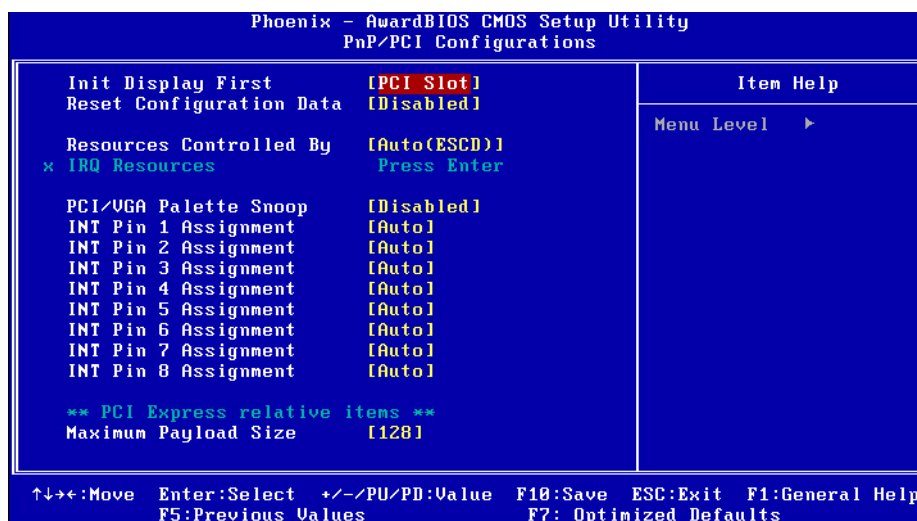 Phoenix - AwardBIOS CMOS Setup Utility
PnP/PCI Configurations
Init Display First [PCI Slot]
Reset Configuration Data [Disabled]
Resources Controlled By [Auto(ESCD)]
x IRQ Resources Press Enter
PCI/VGA Palette Snoop [Disabled]
INT Pin 1 Assignment [Auto]
INT Pin 2 Assignment [Auto]
INT Pin 3 Assignment [Auto]
INT Pin 4 Assignment [Auto]
INT Pin 5 Assignment [Auto]
INT Pin 6 Assignment [Auto]
INT Pin 7 Assignment [Auto]
INT Pin 8 Assignment [Auto]
** PCI Express relative items **
Maximum Payload Size [128]
Item Help
Menu Level ▸
↑↓→←:Move Enter:Select +/-/PU/PD:Value F10:Save ESC:Exit F1:General Help
F5:Previous Values F7: Optimized Defaults